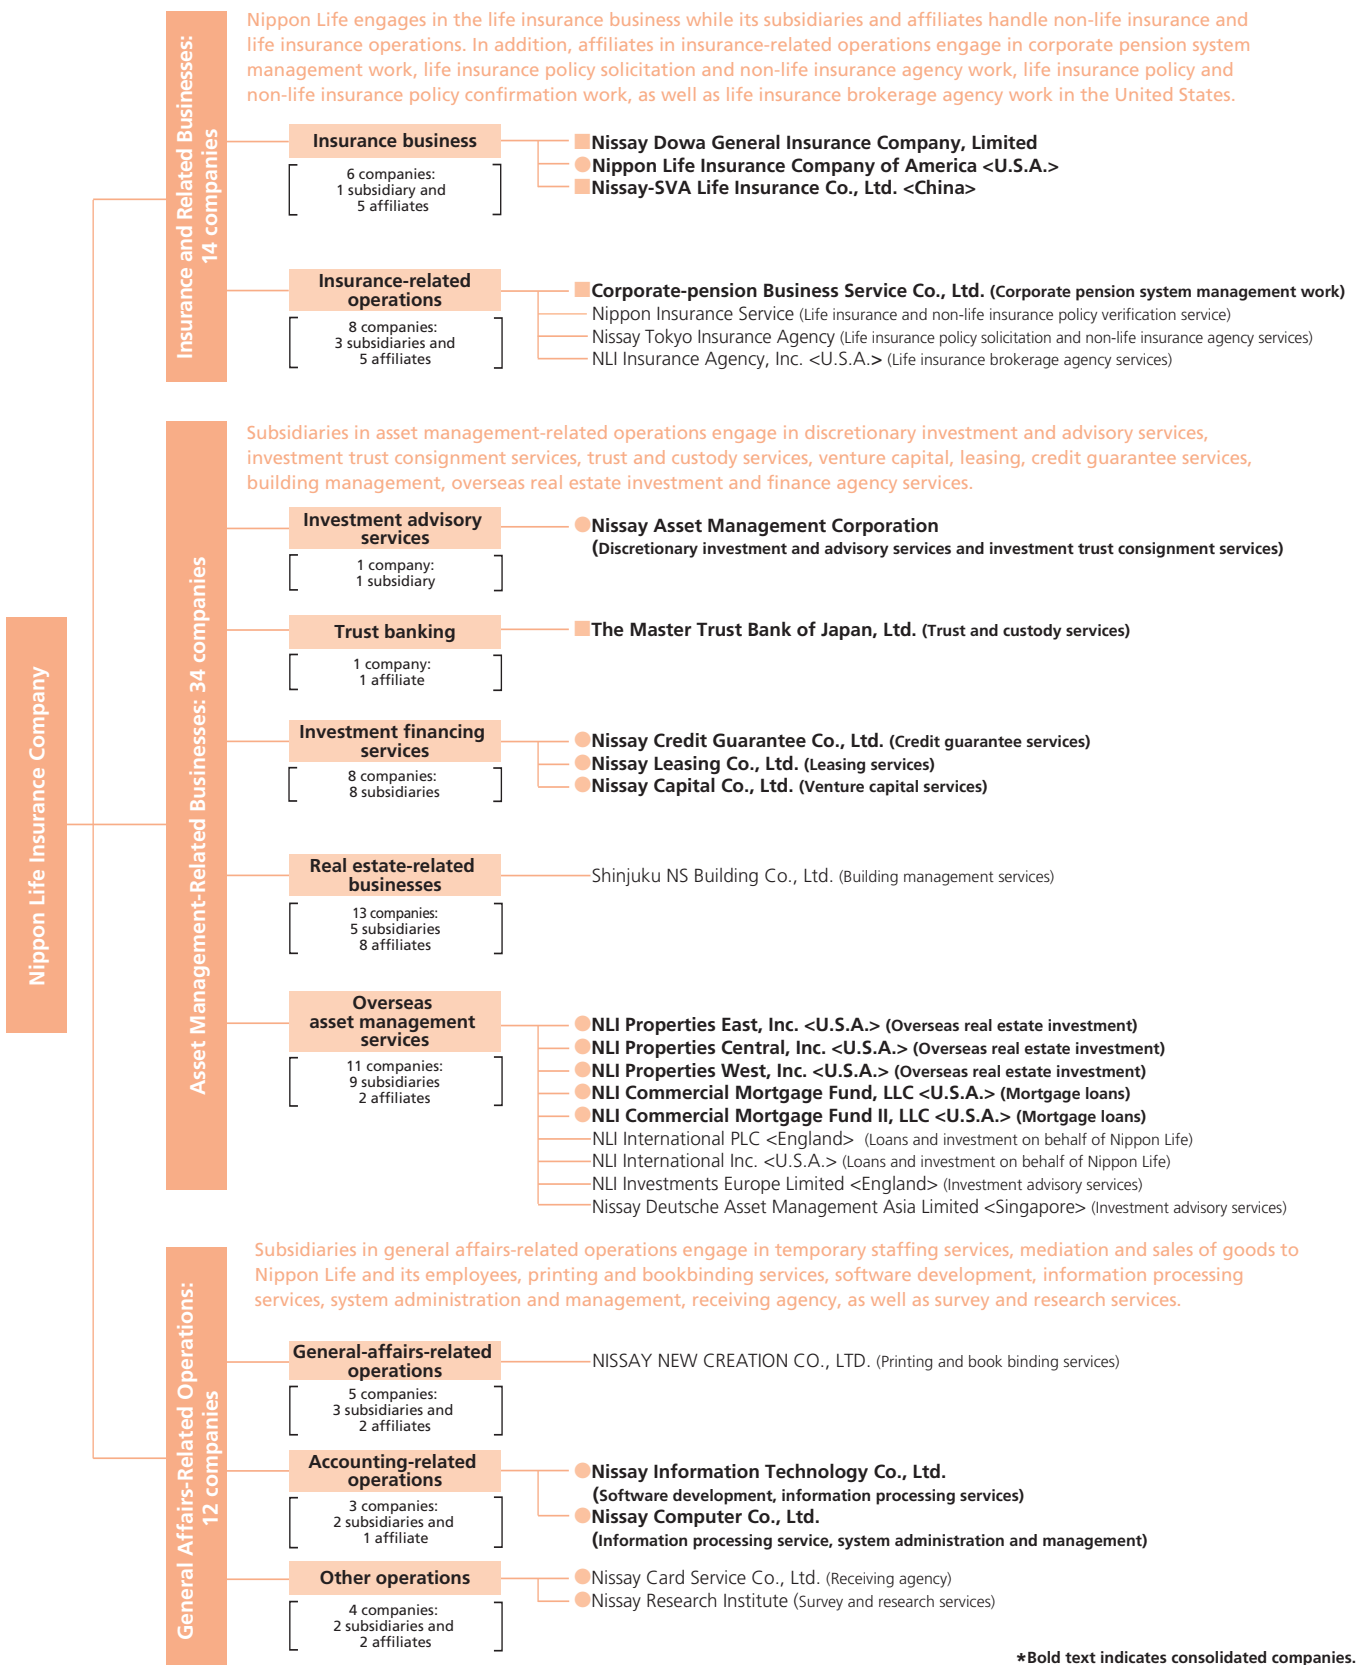 Nippon Life Insurance Company
Insurance and Related Businesses:
14 companies
Nippon Life engages in the life insurance business while its subsidiaries and affiliates handle non-life insurance and
life insurance operations. In addition, affiliates in insurance-related operations engage in corporate pension system
management work, life insurance policy solicitation and non-life insurance agency work, life insurance policy and
non-life insurance policy confirmation work, as well as life insurance brokerage agency work in the United States.
Insurance business
6 companies:
1 subsidiary and
5 affiliates
Nissay Dowa General Insurance Company, Limited
Nippon Life Insurance Company of America <U.S.A.>
Nissay-SVA Life Insurance Co., Ltd. <China>
Insurance-related
operations
8 companies:
3 subsidiaries and
5 affiliates
Corporate-pension Business Service Co., Ltd. (Corporate pension system management work)
Nippon Insurance Service (Life insurance and non-life insurance policy verification service)
Nissay Tokyo Insurance Agency (Life insurance policy solicitation and non-life insurance agency services)
NLI Insurance Agency, Inc. <U.S.A.> (Life insurance brokerage agency services)
Asset Management-Related Businesses: 34 companies
Subsidiaries in asset management-related operations engage in discretionary investment and advisory services,
investment trust consignment services, trust and custody services, venture capital, leasing, credit guarantee services,
building management, overseas real estate investment and finance agency services.
Investment advisory
services
1 company:
1 subsidiary
Nissay Asset Management Corporation
(Discretionary investment and advisory services and investment trust consignment services)
Trust banking
1 company:
1 affiliate
The Master Trust Bank of Japan, Ltd. (Trust and custody services)
Investment financing
services
8 companies:
8 subsidiaries
Nissay Credit Guarantee Co., Ltd. (Credit guarantee services)
Nissay Leasing Co., Ltd. (Leasing services)
Nissay Capital Co., Ltd. (Venture capital services)
Real estate-related
businesses
13 companies:
5 subsidiaries
8 affiliates
Shinjuku NS Building Co., Ltd. (Building management services)
Overseas
asset management
services
11 companies:
9 subsidiaries
2 affiliates
NLI Properties East, Inc. <U.S.A.> (Overseas real estate investment)
NLI Properties Central, Inc. <U.S.A.> (Overseas real estate investment)
NLI Properties West, Inc. <U.S.A.> (Overseas real estate investment)
NLI Commercial Mortgage Fund, LLC <U.S.A.> (Mortgage loans)
NLI Commercial Mortgage Fund II, LLC <U.S.A.> (Mortgage loans)
NLI International PLC <England> (Loans and investment on behalf of Nippon Life)
NLI International Inc. <U.S.A.> (Loans and investment on behalf of Nippon Life)
NLI Investments Europe Limited <England> (Investment advisory services)
Nissay Deutsche Asset Management Asia Limited <Singapore> (Investment advisory services)
General Affairs-Related Operations:
12 companies
Subsidiaries in general affairs-related operations engage in temporary staffing services, mediation and sales of goods to
Nippon Life and its employees, printing and bookbinding services, software development, information processing
services, system administration and management, receiving agency, as well as survey and research services.
General-affairs-related
operations
5 companies:
3 subsidiaries and
2 affiliates
NISSAY NEW CREATION CO., LTD. (Printing and book binding services)
Accounting-related
operations
3 companies:
2 subsidiaries and
1 affiliate
Nissay Information Technology Co., Ltd.
(Software development, information processing services)
Nissay Computer Co., Ltd.
(Information processing service, system administration and management)
Other operations
4 companies:
2 subsidiaries and
2 affiliates
Nissay Card Service Co., Ltd. (Receiving agency)
Nissay Research Institute (Survey and research services)
*Bold text indicates consolidated companies.